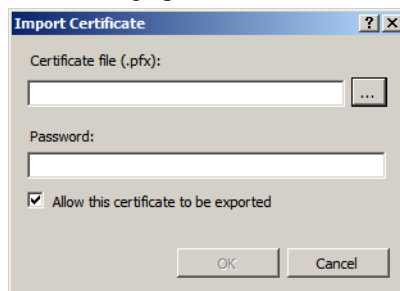 Import Certificate
Certificate file (.pfx):
...
Password:
Allow this certificate to be exported
OK Cancel